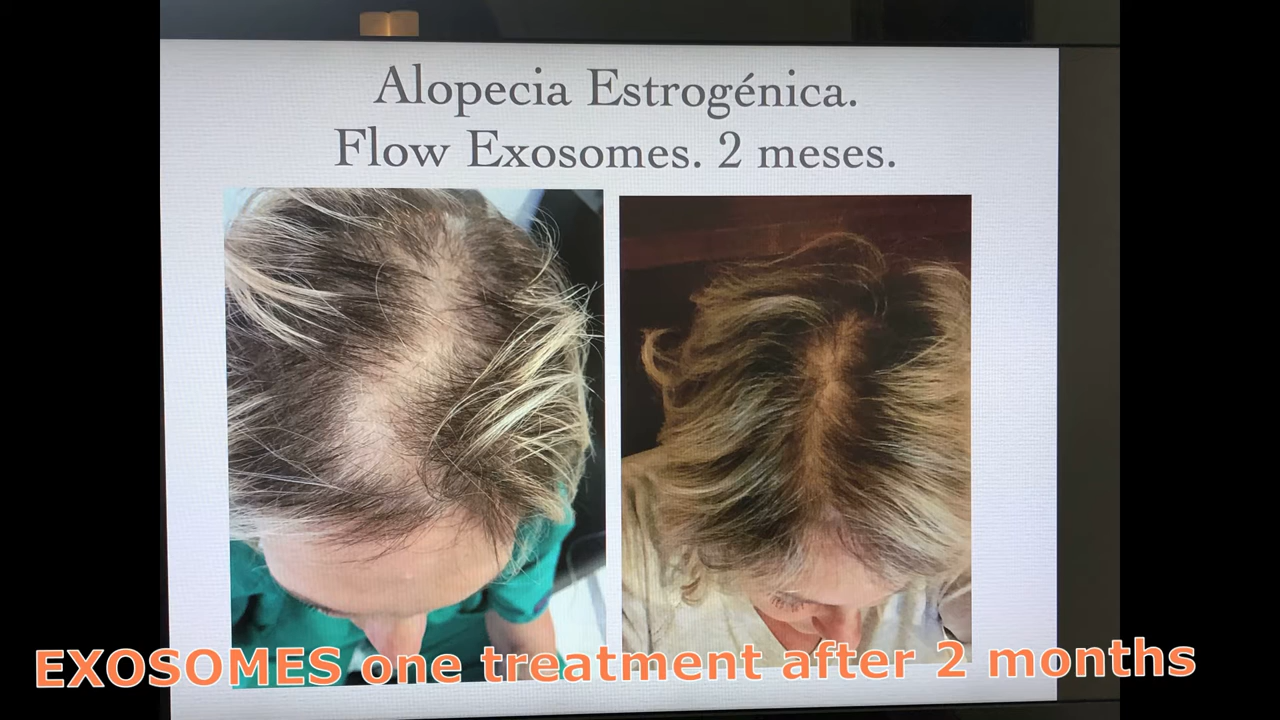 Alopecia Estrogénica.
Flow Exosomes. 2 meses.
EXOSOMES one treatment after 2 months